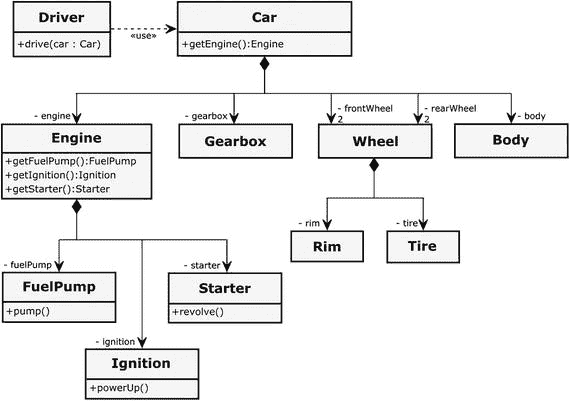 Driver
+drive(car : Car)
«use»
Car
+getEngine():Engine
- engine
- gearbox
- frontWheel
2
- rearWheel
2
- body
Engine
+getFuelPump():FuelPump
+getIgnition():Ignition
+getStarter():Starter
Gearbox
Wheel
Body
- rim
- tire
Rim
Tire
- fuelPump
- starter
FuelPump
+pump()
Starter
+revolve()
- ignition
Ignition
+powerUp()